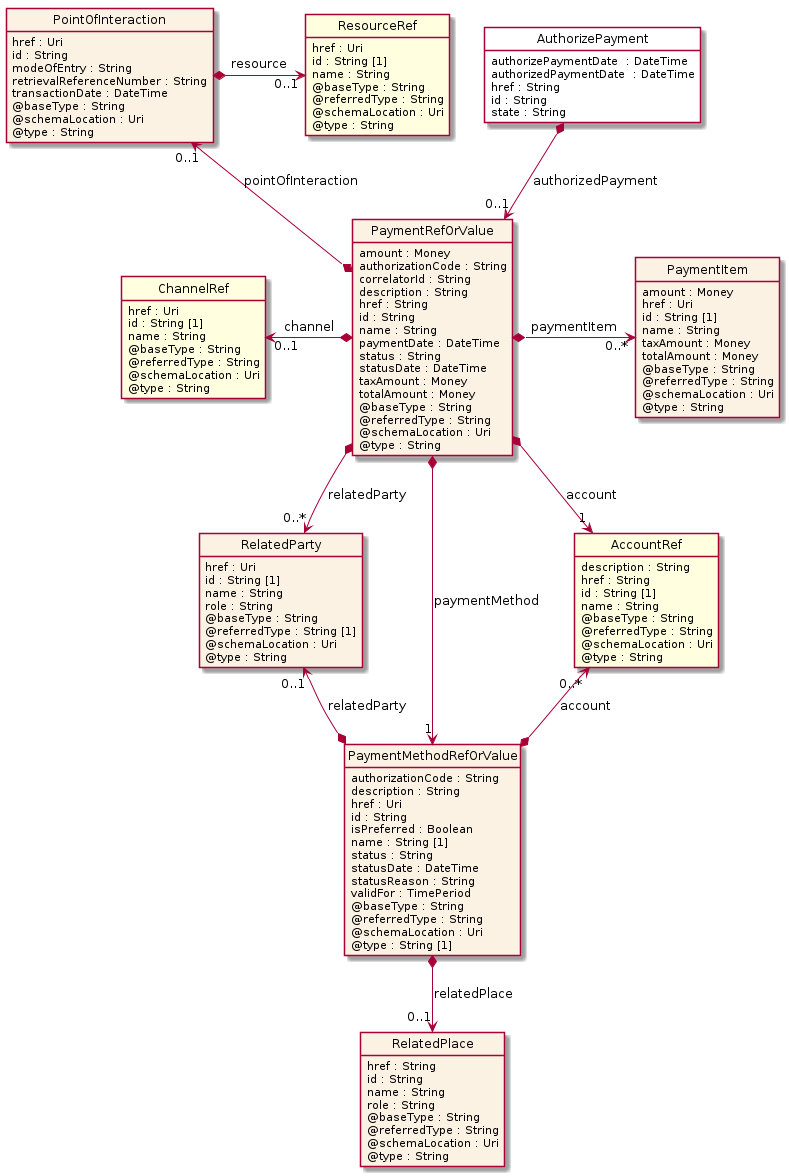 PointOfInteraction
href : Uri
id : String
modeOfEntry : String
retrievalReferenceNumber : String
transactionDate : DateTime
@baseType : String
@schemaLocation : Uri
@type : String
resource
0..1
ResourceRef
href : Uri
id : String [1]
name : String
@baseType : String
@referredType : String
@schemaLocation : Uri
@type : String
AuthorizePayment
authorizePaymentDate : DateTime
authorizedPaymentDate : DateTime
href : String
id : String
state : String
0..1
pointOfInteraction
authorizedPayment
0..1
PaymentRefOrValue
amount : Money
authorizationCode : String
correlatorId : String
description : String
href : String
id : String
name : String
paymentDate : DateTime
status : String
statusDate : DateTime
taxAmount : Money
totalAmount : Money
@baseType : String
@referredType : String
@schemaLocation : Uri
@type : String
ChannelRef
href : Uri
id : String [1]
name : String
@baseType : String
@referredType : String
@schemaLocation : Uri
@type : String
channel
0..1
paymentItem
0..*
PaymentItem
amount : Money
href : Uri
id : String [1]
name : String
taxAmount : Money
totalAmount : Money
@baseType : String
@referredType : String
@schemaLocation : Uri
@type : String
relatedParty
0..*
account
1
RelatedParty
href : Uri
id : String [1]
name : String
role : String
@baseType : String
@referredType : String [1]
@schemaLocation : Uri
@type : String
paymentMethod
1
AccountRef
description : String
href : String
id : String [1]
name : String
@baseType : String
@referredType : String
@schemaLocation : Uri
@type : String
0..1
relatedParty
0..*
account
PaymentMethodRefOrValue
authorizationCode : String
description : String
href : Uri
id : String
isPreferred : Boolean
name : String [1]
status : String
statusDate : DateTime
statusReason : String
validFor : TimePeriod
@baseType : String
@referredType : String
@schemaLocation : Uri
@type : String [1]
relatedPlace
0..1
RelatedPlace
href : String
id : String
name : String
role : String
@baseType : String
@referredType : String
@schemaLocation : Uri
@type : String